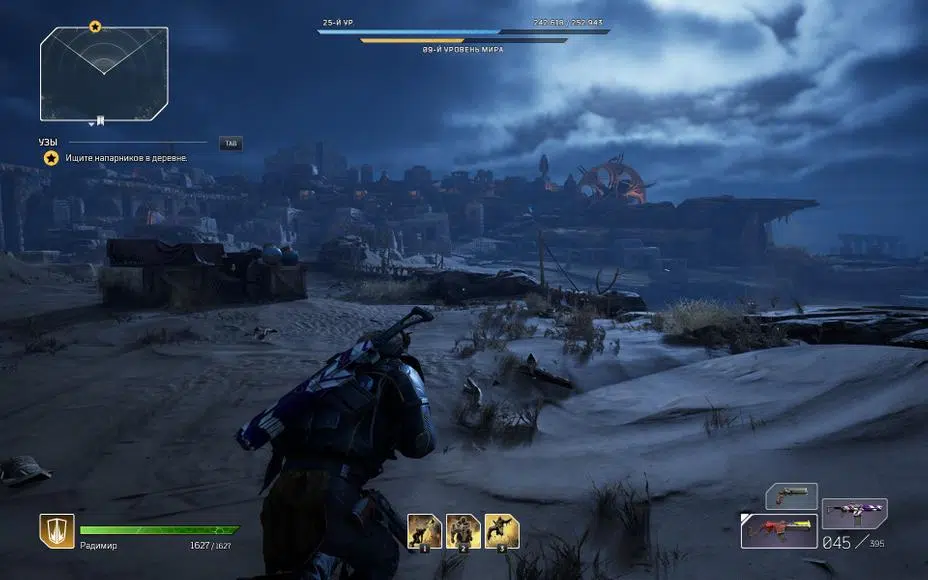 25-Й УР.
242.618 / 252.943
09-Й УРОВЕНЬ МИРА
УЗЫ
TAB
Ищите напарников в деревне.
Радимир
1627/1627
1
2
3
045 / 395